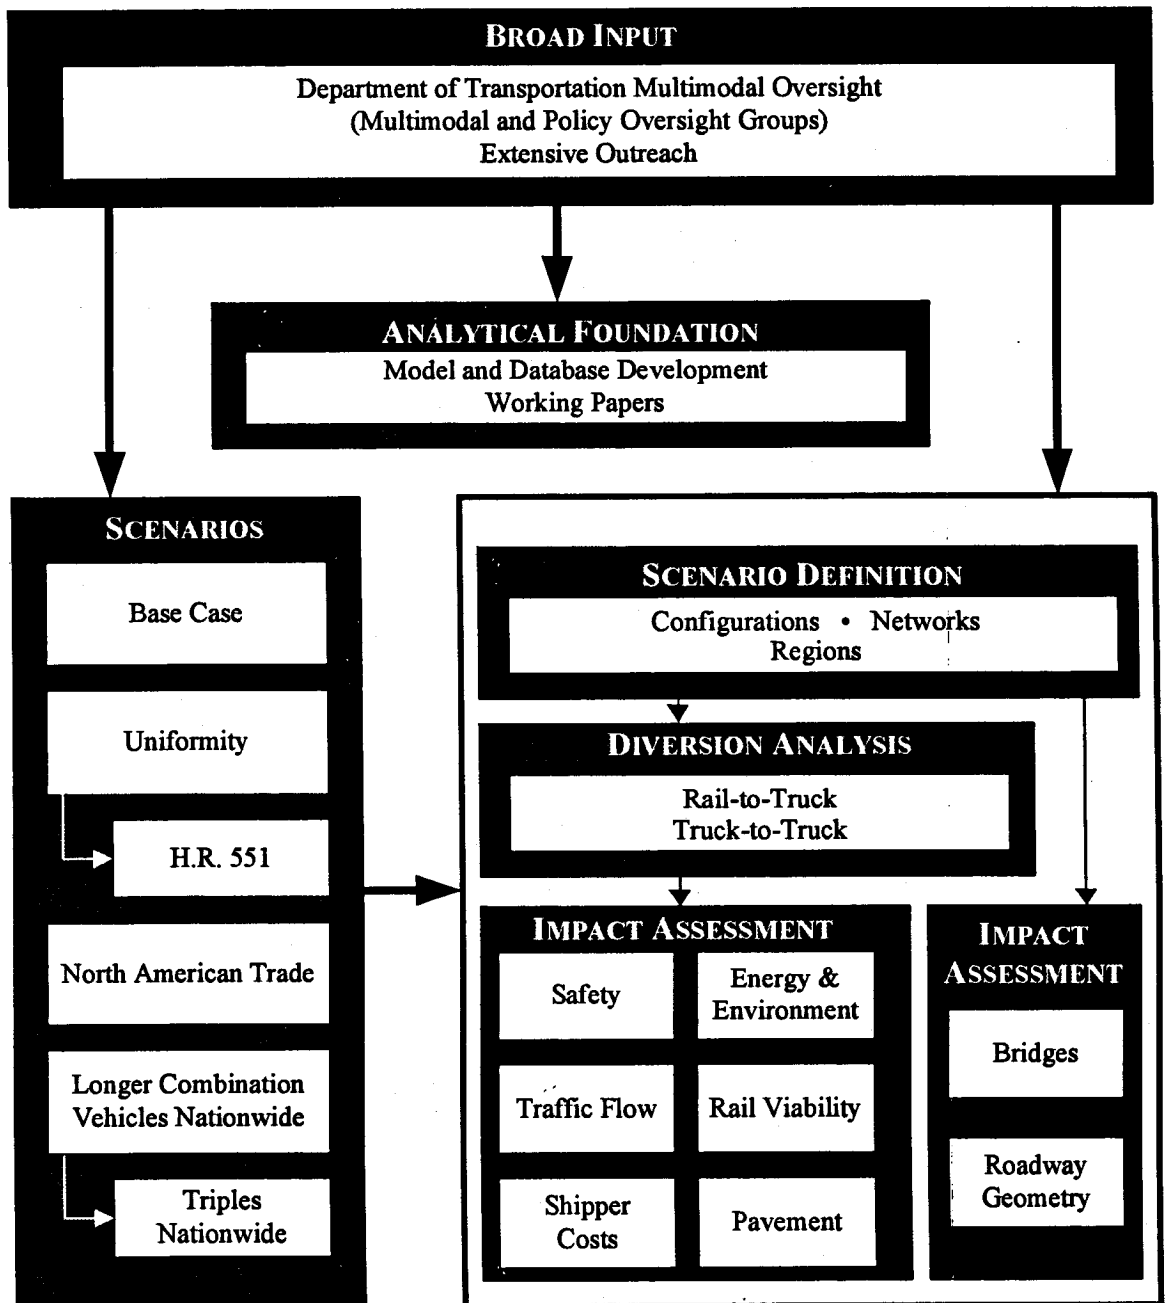 BROAD INPUT
Department of Transportation Multimodal Oversight
(Multimodal and Policy Oversight Groups)
Extensive Outreach
ANALYTICAL FOUNDATION
Model and Database Development
Working Papers
SCENARIOS
Base Case
Uniformity
H.R. 551
North American Trade
Longer Combination
Vehicles Nationwide
Triples
Nationwide
SCENARIO DEFINITION
Configurations • Networks
Regions
DIVERSION ANALYSIS
Rail-to-Truck
Truck-to-Truck
IMPACT ASSESSMENT
Safety
Energy &
Environment
Traffic Flow
Rail Viability
Shipper
Costs
Pavement
IMPACT
ASSESSMENT
Bridges
Roadway
Geometry